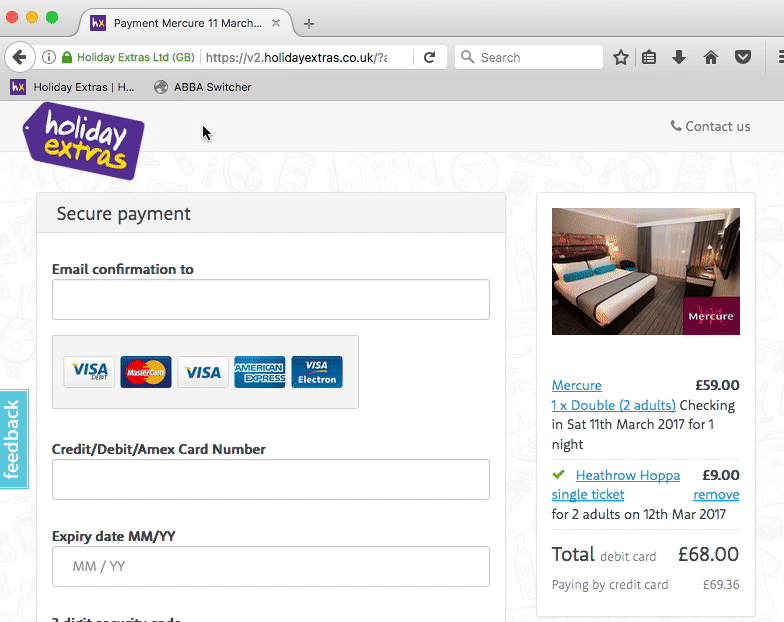 hx Payment Mercure 11 March...
Holiday Extras Ltd (GB) https://v2.holidayextras.co.uk/?a Search
hx Holiday Extras | H... ABBA Switcher
holiday
extras
Contact us
Secure payment
Email confirmation to
VISA DEBIT MasterCard VISA AMERICAN EXPRESS VISA Electron
feedback
Credit/Debit/Amex Card Number
Expiry date MM/YY
MM / YY
3 digit security code
Mercure
Mercure £59.00
1 x Double (2 adults) Checking
in Sat 11th March 2017 for 1
night
Heathrow Hoppa £9.00
single ticket remove
for 2 adults on 12th Mar 2017
Total debit card £68.00
Paying by credit card £69.36